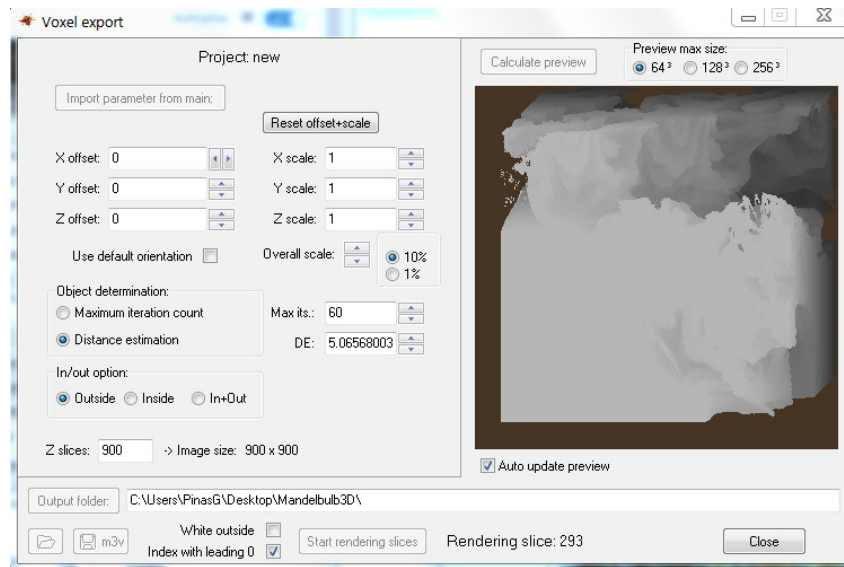 Voxel export
Project: new
Import parameter from main:
Reset offset+scale
X offset: 0
X scale: 1
Y offset: 0
Y scale: 1
Z offset: 0
Z scale: 1
Use default orientation
Overall scale:
10%
1%
Object determination:
Maximum iteration count
Distance estimation
Max its.: 60
DE: 5.06568003
In/out option:
Outside
Inside
In+Out
Z slices: 900 -> Image size: 900 x 900
Calculate preview
Preview max size:
64³ 128³ 256³
Auto update preview
Output folder: C:\Users\PinasG\Desktop\Mandelbulb3D\
m3v
White outside
Index with leading 0
Start rendering slices
Rendering slice: 293
Close